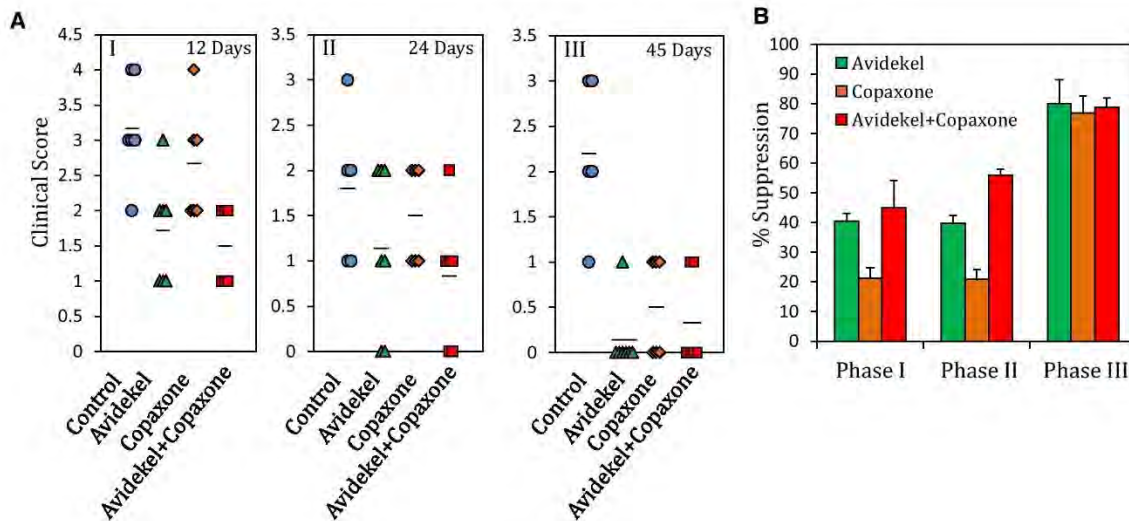 A
Clinical Score
4.5
4
3.5
3
2.5
2
1.5
1
0.5
0
I 12 Days
Control
Avidekel
Copaxone
Avidekel+Copaxone
3.5
3
2.5
2
1.5
1
0.5
0
II 24 Days
Control
Avidekel
Copaxone
Avidekel+Copaxone
3.5
3
2.5
2
1.5
1
0.5
0
III 45 Days
Control
Avidekel
Copaxone
Avidekel+Copaxone
B
% Suppression
100
90
80
70
60
50
40
30
20
10
0
Avidekel
Copaxone
Avidekel+Copaxone
Phase I Phase II Phase III